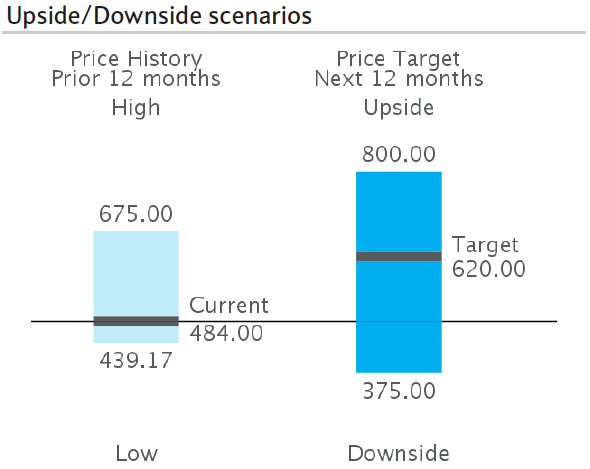 Upside/Downside scenarios
Price History
Prior 12 months
High
Price Target
Next 12 months
Upside
675.00
Current
484.00
439.17
Low
800.00
Target
620.00
375.00
Downside